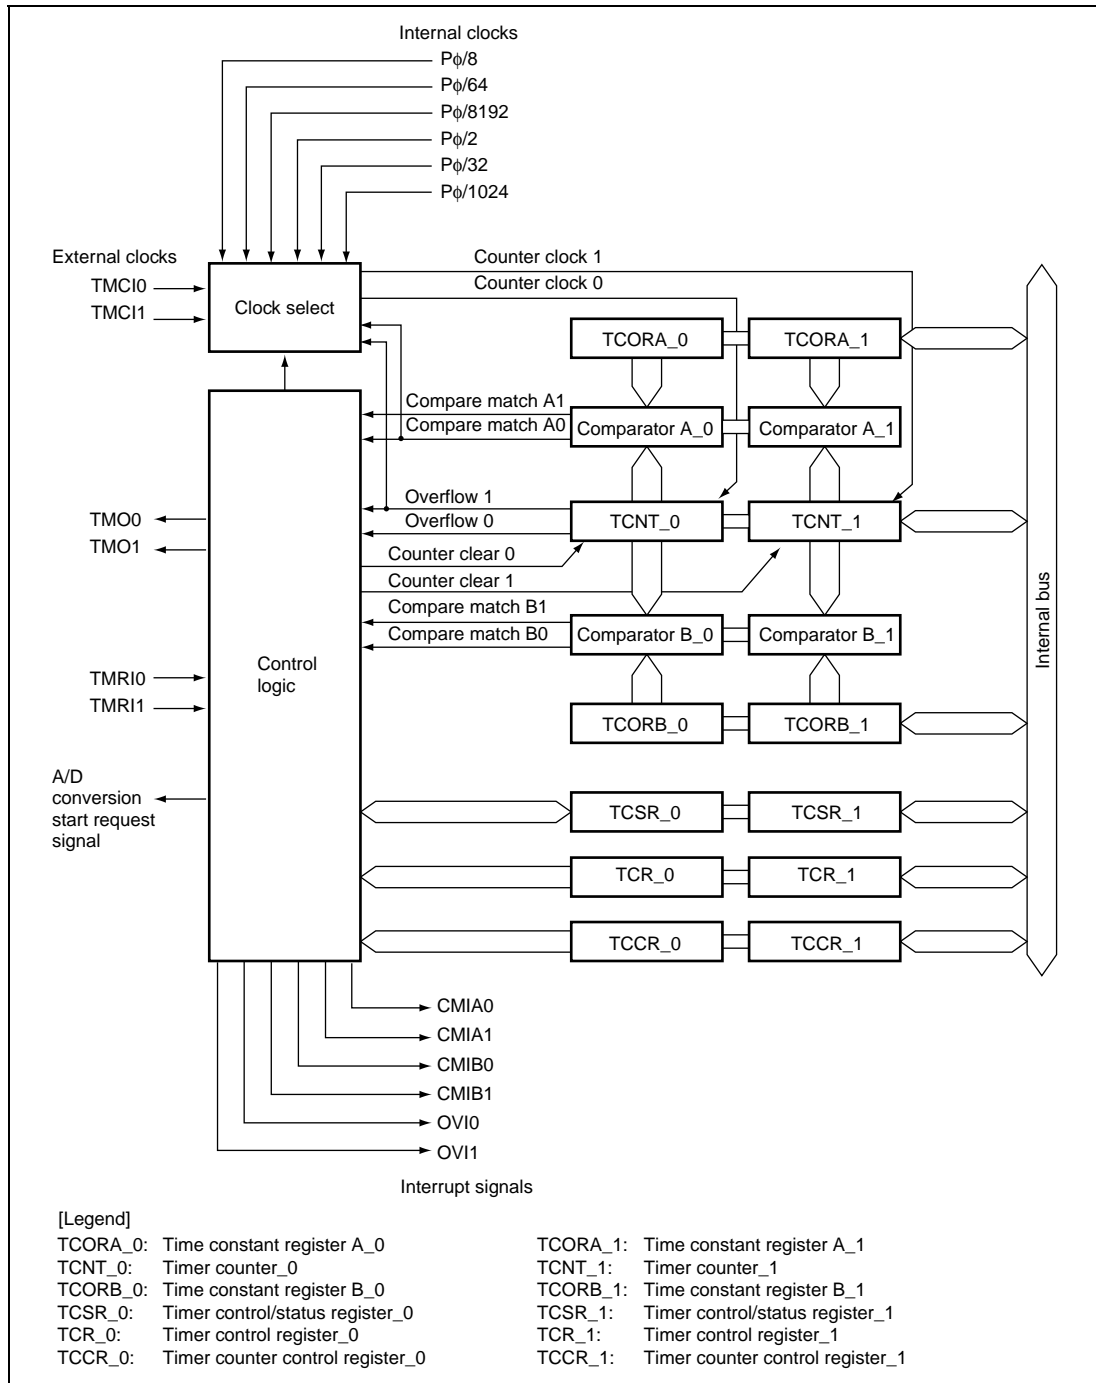 Internal clocks
Pϕ/8
Pϕ/64
Pϕ/8192
Pϕ/2
Pϕ/32
Pϕ/1024
External clocks
TMCI0
TMCI1
Clock select
Counter clock 1
Counter clock 0
TCORA_0
TCORA_1
Compare match A1
Compare match A0
Comparator A_0
Comparator A_1
TMO0
TMO1
Overflow 1
Overflow 0
TCNT_0
TCNT_1
Counter clear 0
Counter clear 1
Compare match B1
Compare match B0
Comparator B_0
Comparator B_1
Internal bus
Control
logic
TMRI0
TMRI1
TCORB_0
TCORB_1
A/D
conversion
start request
signal
TCSR_0
TCSR_1
TCR_0
TCR_1
TCCR_0
TCCR_1
CMIA0
CMIA1
CMIB0
CMIB1
OVI0
OVI1
Interrupt signals
[Legend]
TCORA_0: Time constant register A_0
TCNT_0: Timer counter_0
TCORB_0: Time constant register B_0
TCSR_0: Timer control/status register_0
TCR_0: Timer control register_0
TCCR_0: Timer counter control register_0
TCORA_1: Time constant register A_1
TCNT_1: Timer counter_1
TCORB_1: Time constant register B_1
TCSR_1: Timer control/status register_1
TCR_1: Timer control register_1
TCCR_1: Timer counter control register_1